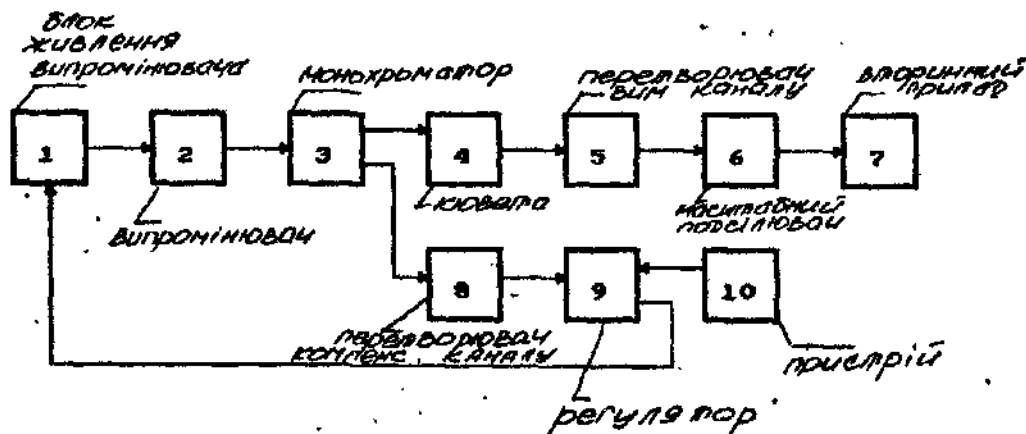 блок
живлення
випромінювача
монохроматор
перетворювач
вим каналу
вторинний
прилад
1
2
3
4
5
6
7
кювета
масштабний
підсилювач
випромінювач
8
9
10
перетворювач
компенс. каналу
пристрій
регулятор